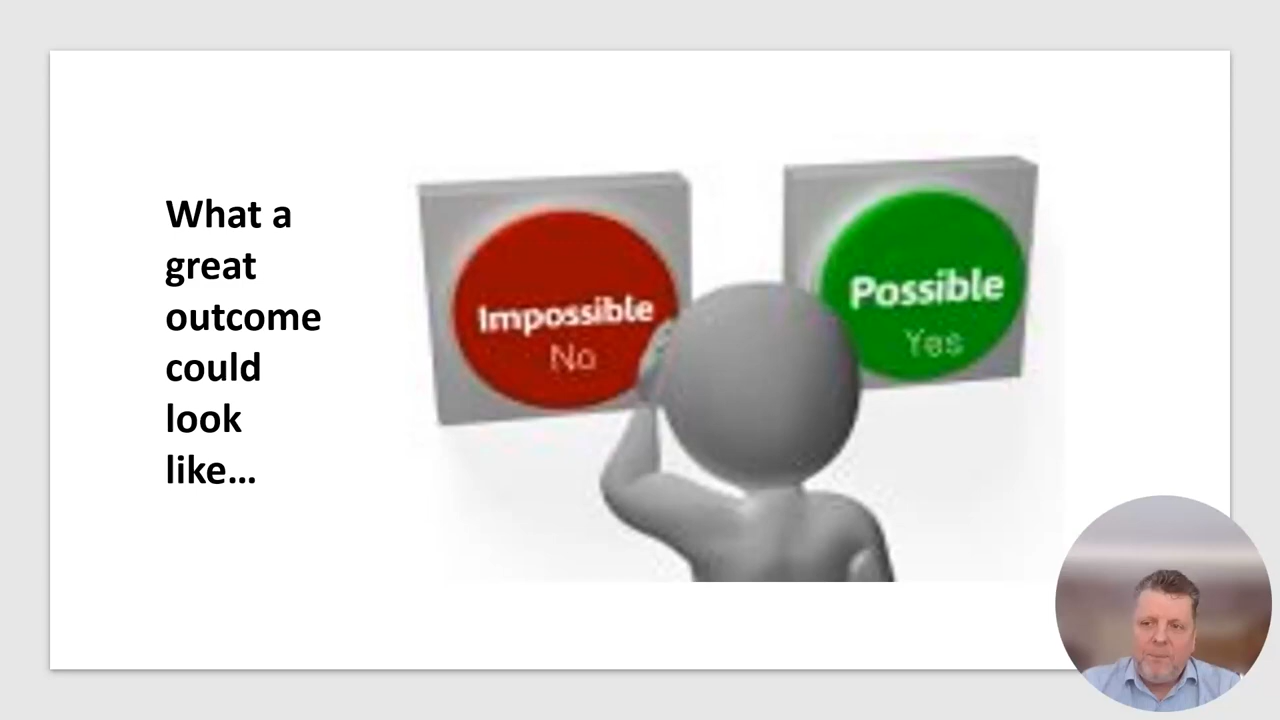 What a
great
outcome
could
look
like...
Impossible
No
Possible
Yes